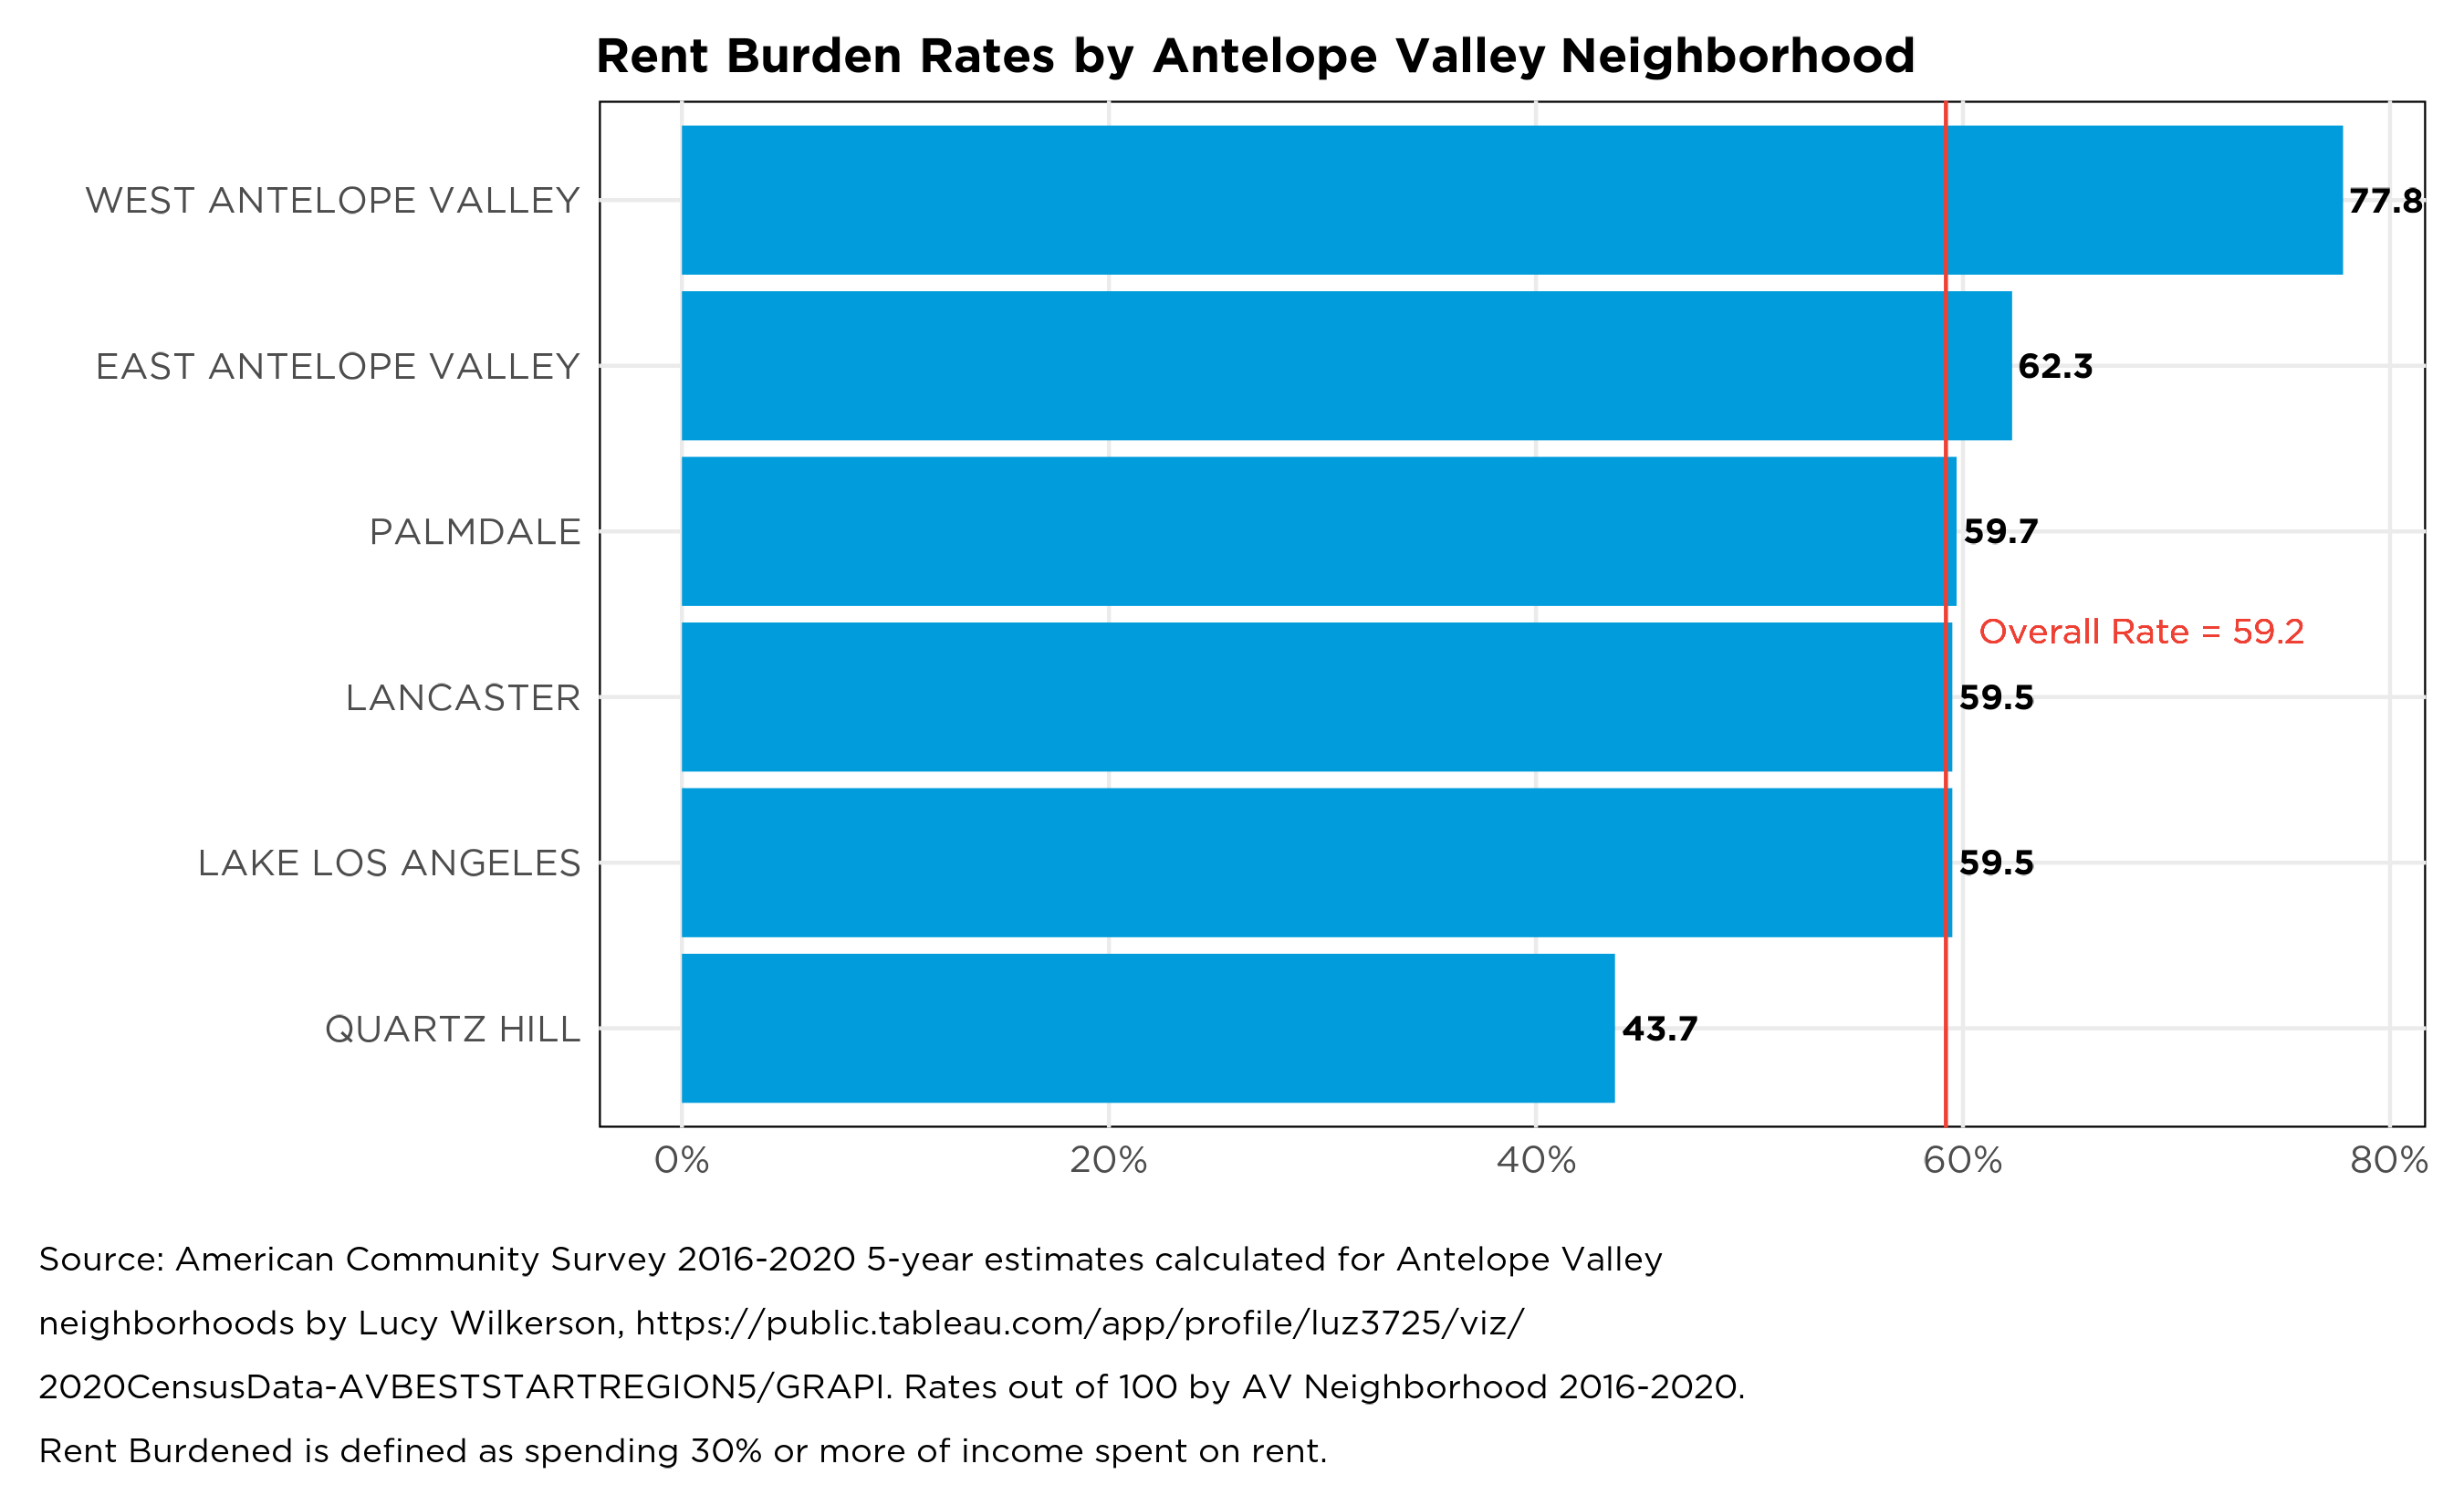 Rent Burden Rates by Antelope Valley Neighborhood
WEST ANTELOPE VALLEY
77.8
EAST ANTELOPE VALLEY
62.3
PALMDALE
59.7
Overall Rate = 59.2
LANCASTER
59.5
LAKE LOS ANGELES
59.5
QUARTZ HILL
43.7
0%
20%
40%
60%
80%
Source: American Community Survey 2016-2020 5-year estimates calculated for Antelope Valley
neighborhoods by Lucy Wilkerson, https://public.tableau.com/app/profile/luz3725/viz/
2020CensusData-AVBESTSTARTREGION5/GRAPI. Rates out of 100 by AV Neighborhood 2016-2020.
Rent Burdened is defined as spending 30% or more of income spent on rent.